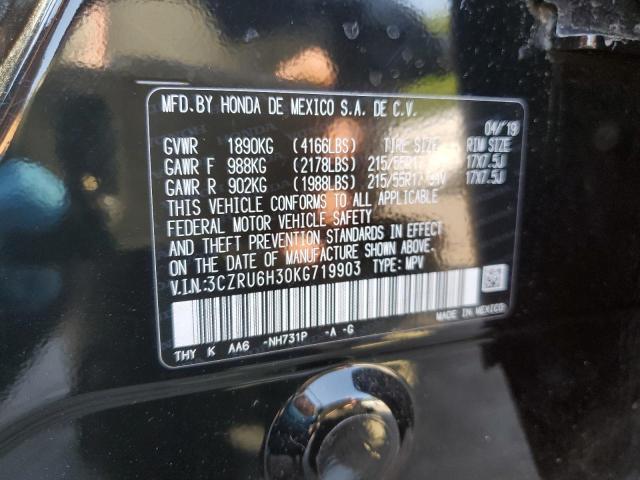 MFD.BY HONDA DE MEXICO S.A. DE C.V.
04/'19
GVWR 1890KG (4166LBS) TIRE SIZE RIM SIZE
GAWR F 988KG (2178LBS) 215/55R17 17X7.5J
GAWR R 902KG (1988LBS) 215/55R17 94V 17X7.5J
THIS VEHICLE CONFORMS TO ALL APPLICABLE
FEDERAL MOTOR VEHICLE SAFETY
AND THEFT PREVENTION STANDARDS IN EFFECT
ON THE DATE OF MANUFACTURE SHOWN ABOVE.
V.I.N.:3CZRU6H30KG719903 TYPE: MPV
MADE IN MEXICO
THY K AA6 -NH731P -A -G